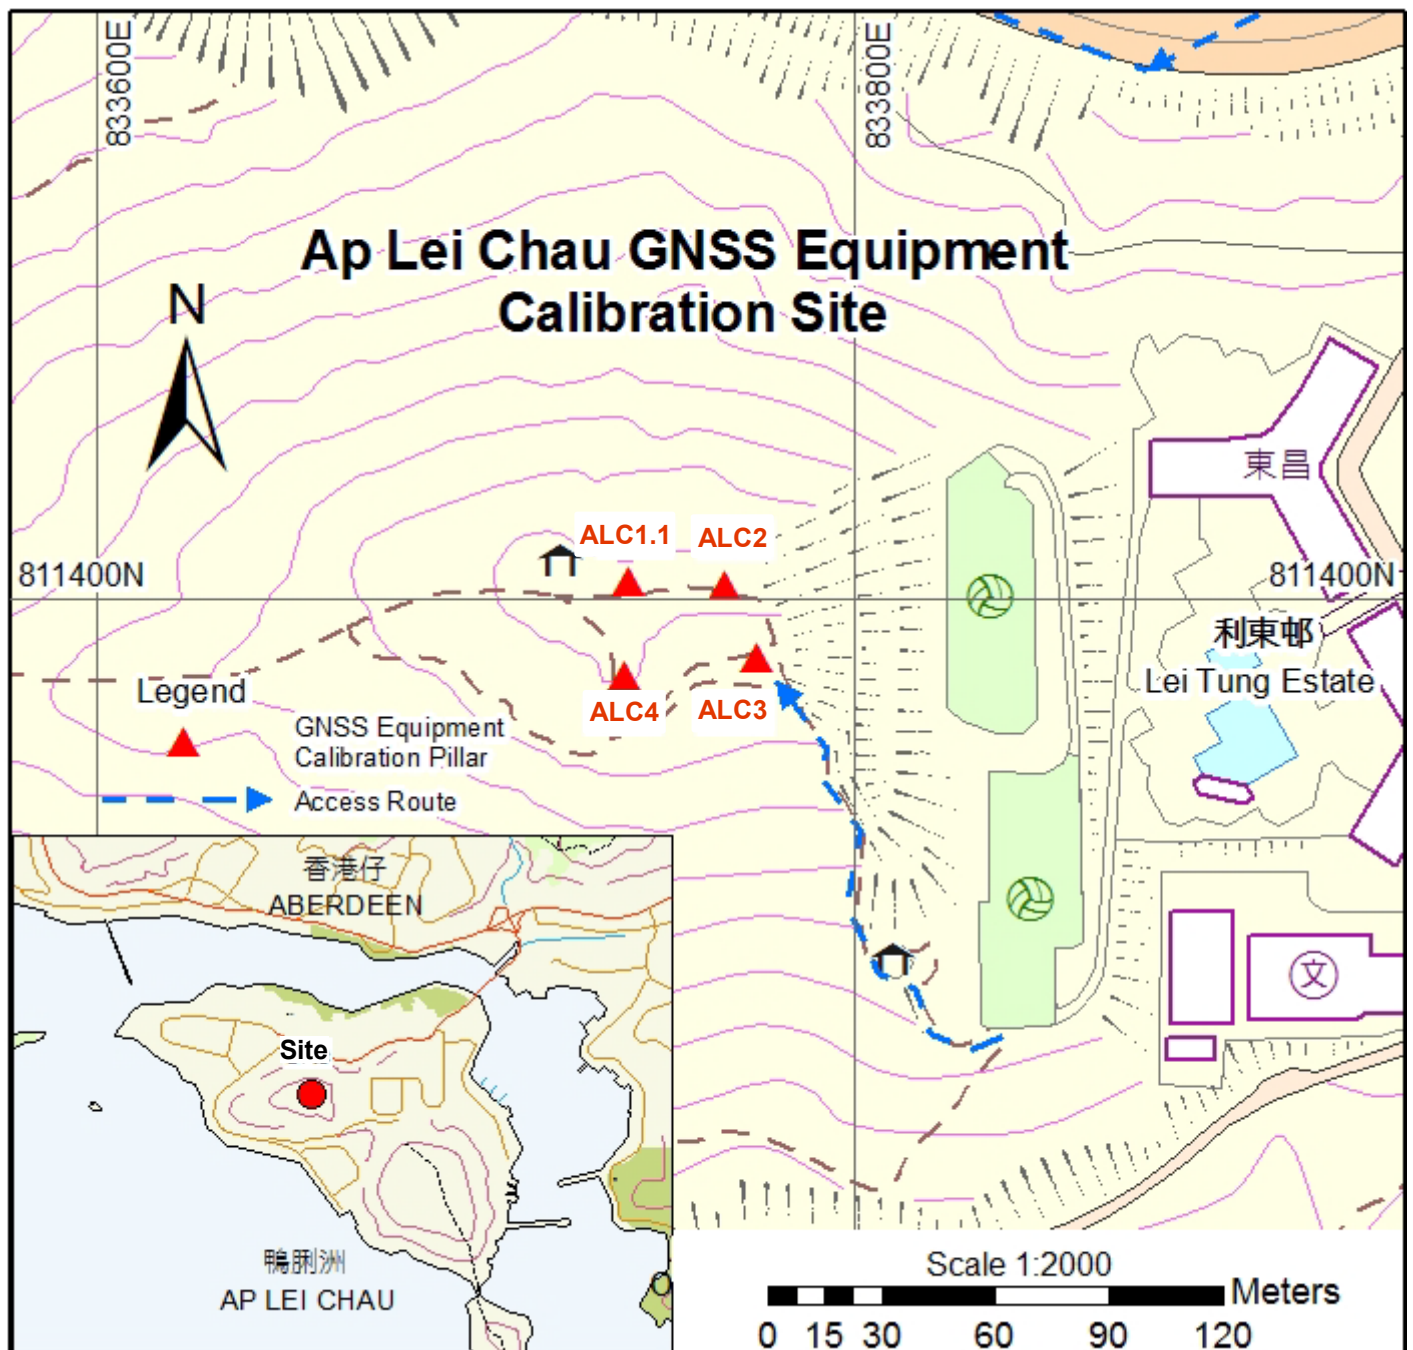 833600E
833800E
Ap Lei Chau GNSS Equipment
Calibration Site
N
東昌
ALC1.1
ALC2
811400N
811400N
利東邨
Lei Tung Estate
ALC4
ALC3
Legend
GNSS Equipment
Calibration Pillar
Access Route
香港仔
ABERDEEN
文
Site
鴨脷洲
AP LEI CHAU
Scale 1:2000
Meters
0 15 30 60 90 120